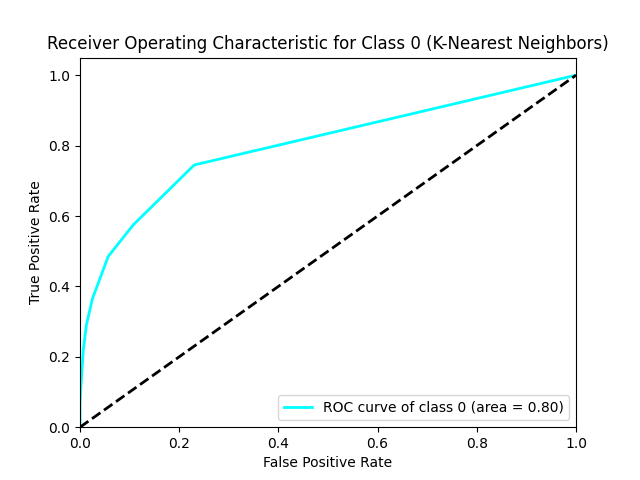 Receiver Operating Characteristic for Class 0 (K-Nearest Neighbors)
1.0
0.8
0.6
0.4
0.2
0.0
True Positive Rate
ROC curve of class 0 (area = 0.80)
0.0 0.2 0.4 0.6 0.8 1.0
False Positive Rate